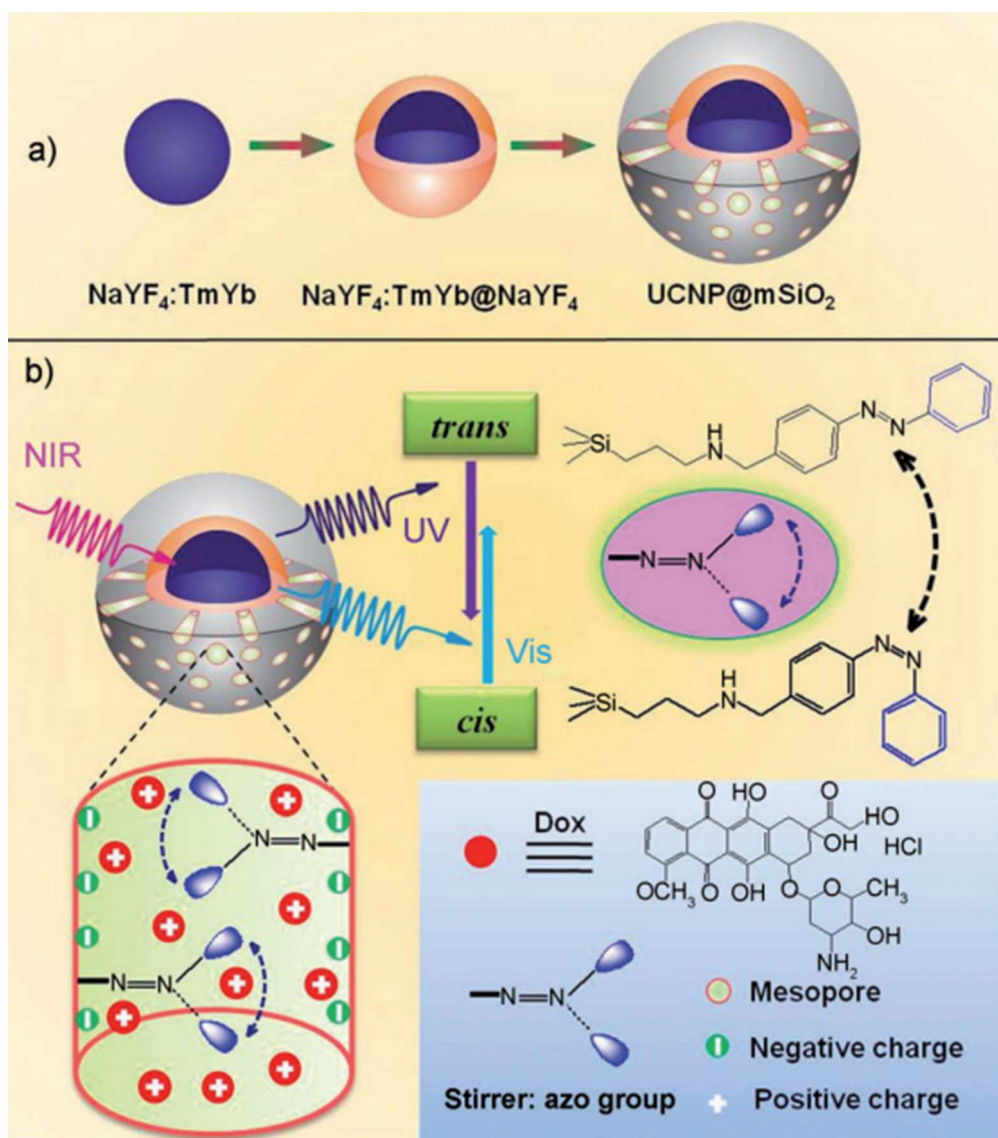 a)
NaYF₄:TmYb
NaYF₄:TmYb@NaYF₄
UCNP@mSiO₂
b)
NIR
UV
Vis
trans
cis
Si
H
N
N
N
N
N
Si
H
N
N
N
N
N
N
N
Dox
O
OH
O
HO
OH
HCl
OCH₃
O
OH
O
O
CH₃
OH
NH₂
N
N
Stirrer: azo group
Mesopore
Negative charge
Positive charge